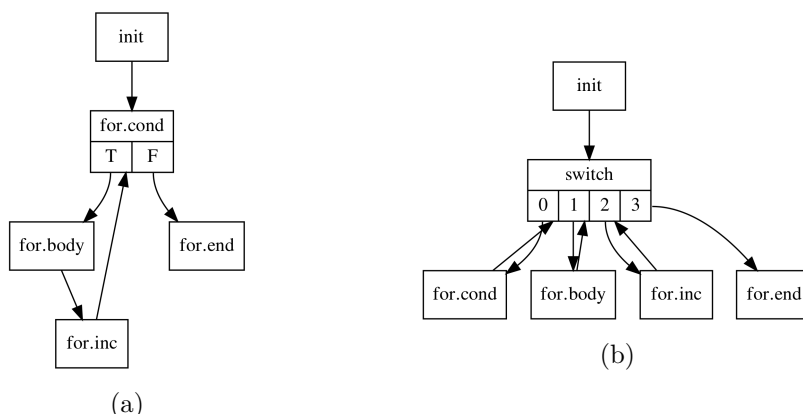 init
for.cond
T F
for.body
for.end
for.inc
(a)
init
switch
0 1 2 3
for.cond
for.body
for.inc
for.end
(b)